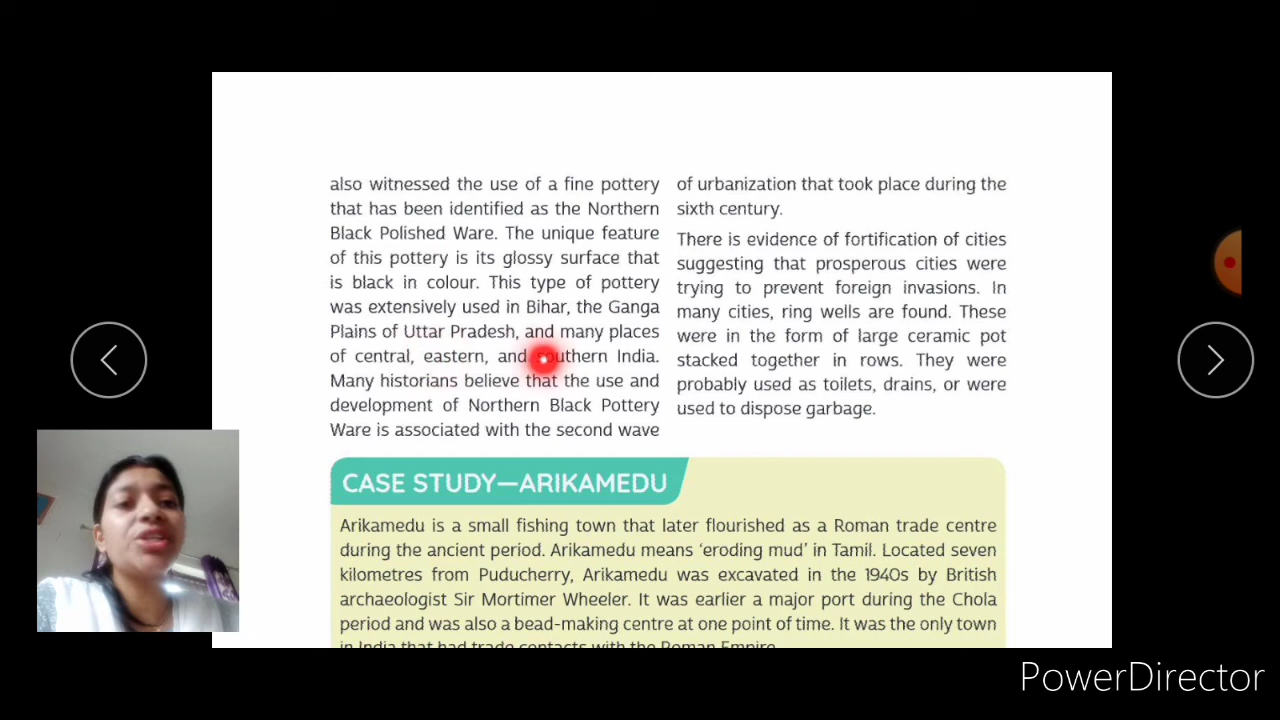 also witnessed the use of a fine pottery
that has been identified as the Northern
Black Polished Ware. The unique feature
of this pottery is its glossy surface that
is black in colour. This type of pottery
was extensively used in Bihar, the Ganga
Plains of Uttar Pradesh, and many places
of central, eastern, and southern India.
Many historians believe that the use and
development of Northern Black Pottery
Ware is associated with the second wave
of urbanization that took place during the
sixth century.
There is evidence of fortification of cities
suggesting that prosperous cities were
trying to prevent foreign invasions. In
many cities, ring wells are found. These
were in the form of large ceramic pot
stacked together in rows. They were
probably used as toilets, drains, or were
used to dispose garbage.
CASE STUDY—ARIKAMEDU
Arikamedu is a small fishing town that later flourished as a Roman trade centre
during the ancient period. Arikamedu means ‘eroding mud’ in Tamil. Located seven
kilometres from Puducherry, Arikamedu was excavated in the 1940s by British
archaeologist Sir Mortimer Wheeler. It was earlier a major port during the Chola
period and was also a bead-making centre at one point of time. It was the only town
in India that had trade contacts with the Roman Empire.
PowerDirector